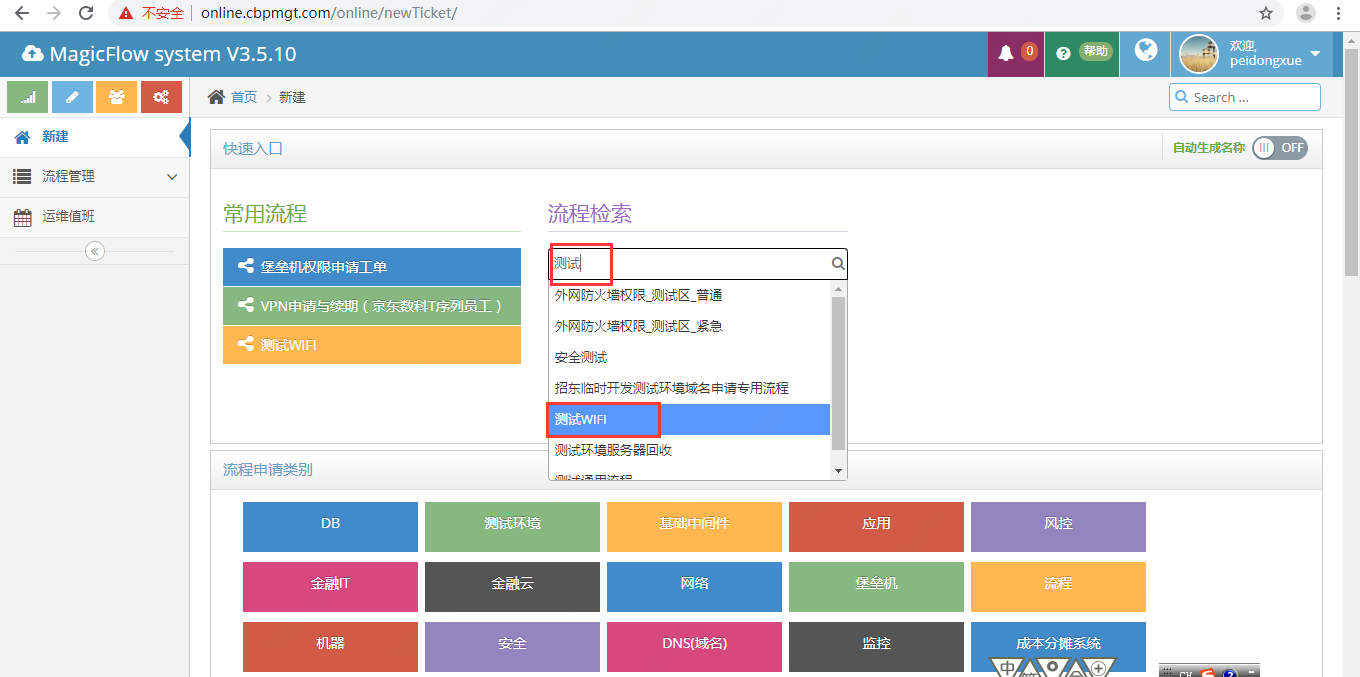 不安全 online.cbpmgt.com/online/newTicket/
MagicFlow system V3.5.10
0
帮助
欢迎,
peidongxue
首页 > 新建
Search ...
新建
流程管理
运维值班
快速入口
自动生成名称 OFF
常用流程
堡垒机权限申请工单
VPN申请与续期（京东数科T序列员工）
测试WIFI
流程检索
测试
外网防火墙权限_测试区_普通
外网防火墙权限_测试区_紧急
安全测试
招东临时开发测试环境域名申请专用流程
测试WIFI
测试环境服务器回收
测试通用流程
流程申请类别
DB 测试环境 基础中间件 应用 风控
金融IT 金融云 网络 堡垒机 流程
机器 安全 DNS(域名) 监控 成本分摊系统
中